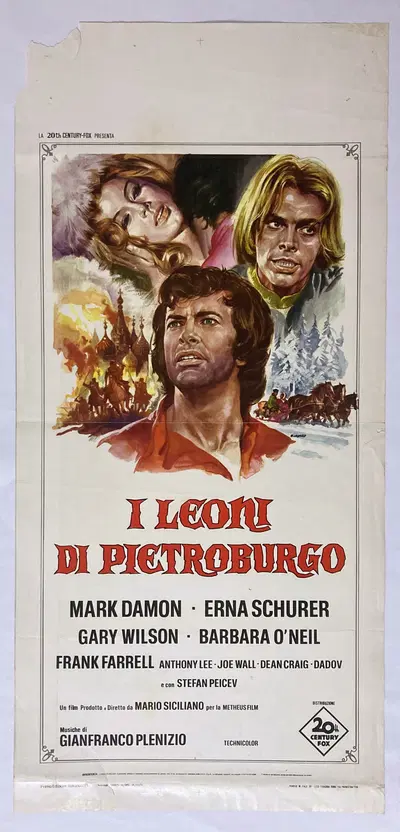 LA 20th CENTURY-FOX PRESENTA
I LEONI
DI PIETROBURGO
MARK DAMON · ERNA SCHURER
GARY WILSON · BARBARA O'NEIL
FRANK FARRELL ANTHONY LEE · JOE WALL · DEAN CRAIG · DADOV
e con STEFAN PEICEV
Un film Prodotto e Diretto da MARIO SICILIANO per la METHEUS FILM
Musiche di
GIANFRANCO PLENIZIO
TECHNICOLOR
DISTRIBUZIONE
20th
CENTURY
FOX